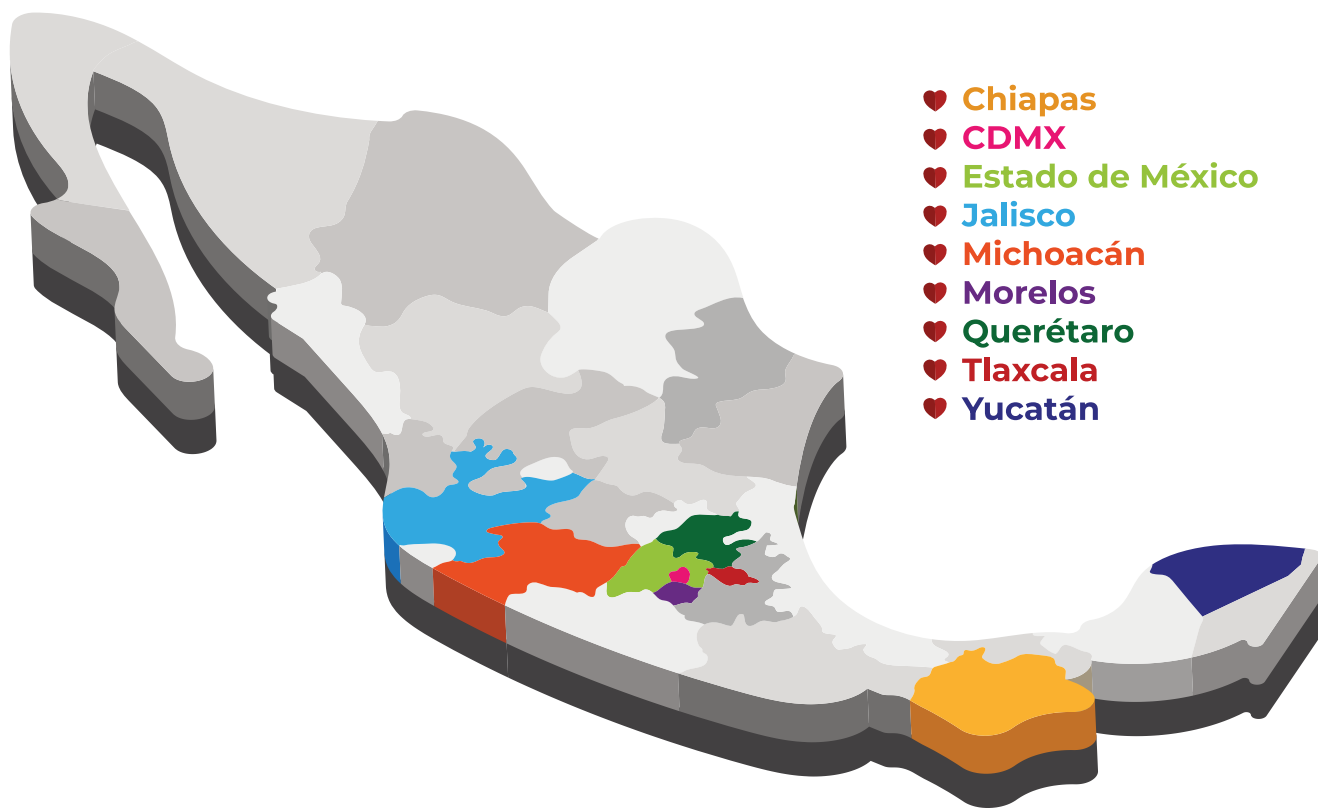 Chiapas
CDMX
Estado de México
Jalisco
Michoacán
Morelos
Querétaro
Tlaxcala
Yucatán